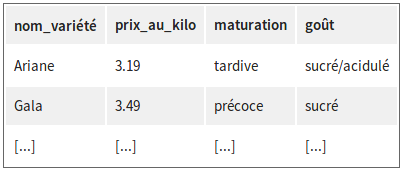 nom_variété prix_au_kilo maturation goût
Ariane 3.19 tardive sucré/acidulé
Gala 3.49 précoce sucré
[...] [...] [...] [...]